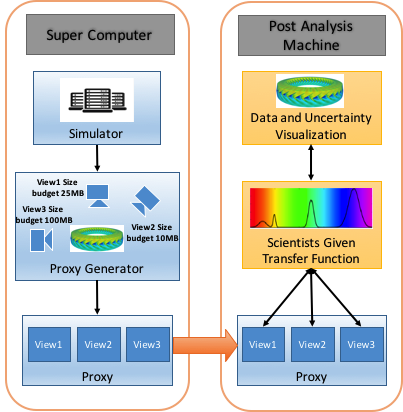 Super Computer
Simulator
View1 Size
budget 25MB
View3 Size
budget 100MB
View2 Size
budget 10MB
Proxy Generator
View1
View2
View3
Proxy
Post Analysis
Machine
Data and Uncertainty
Visualization
Scientists Given
Transfer Function
View1
View2
View3
Proxy